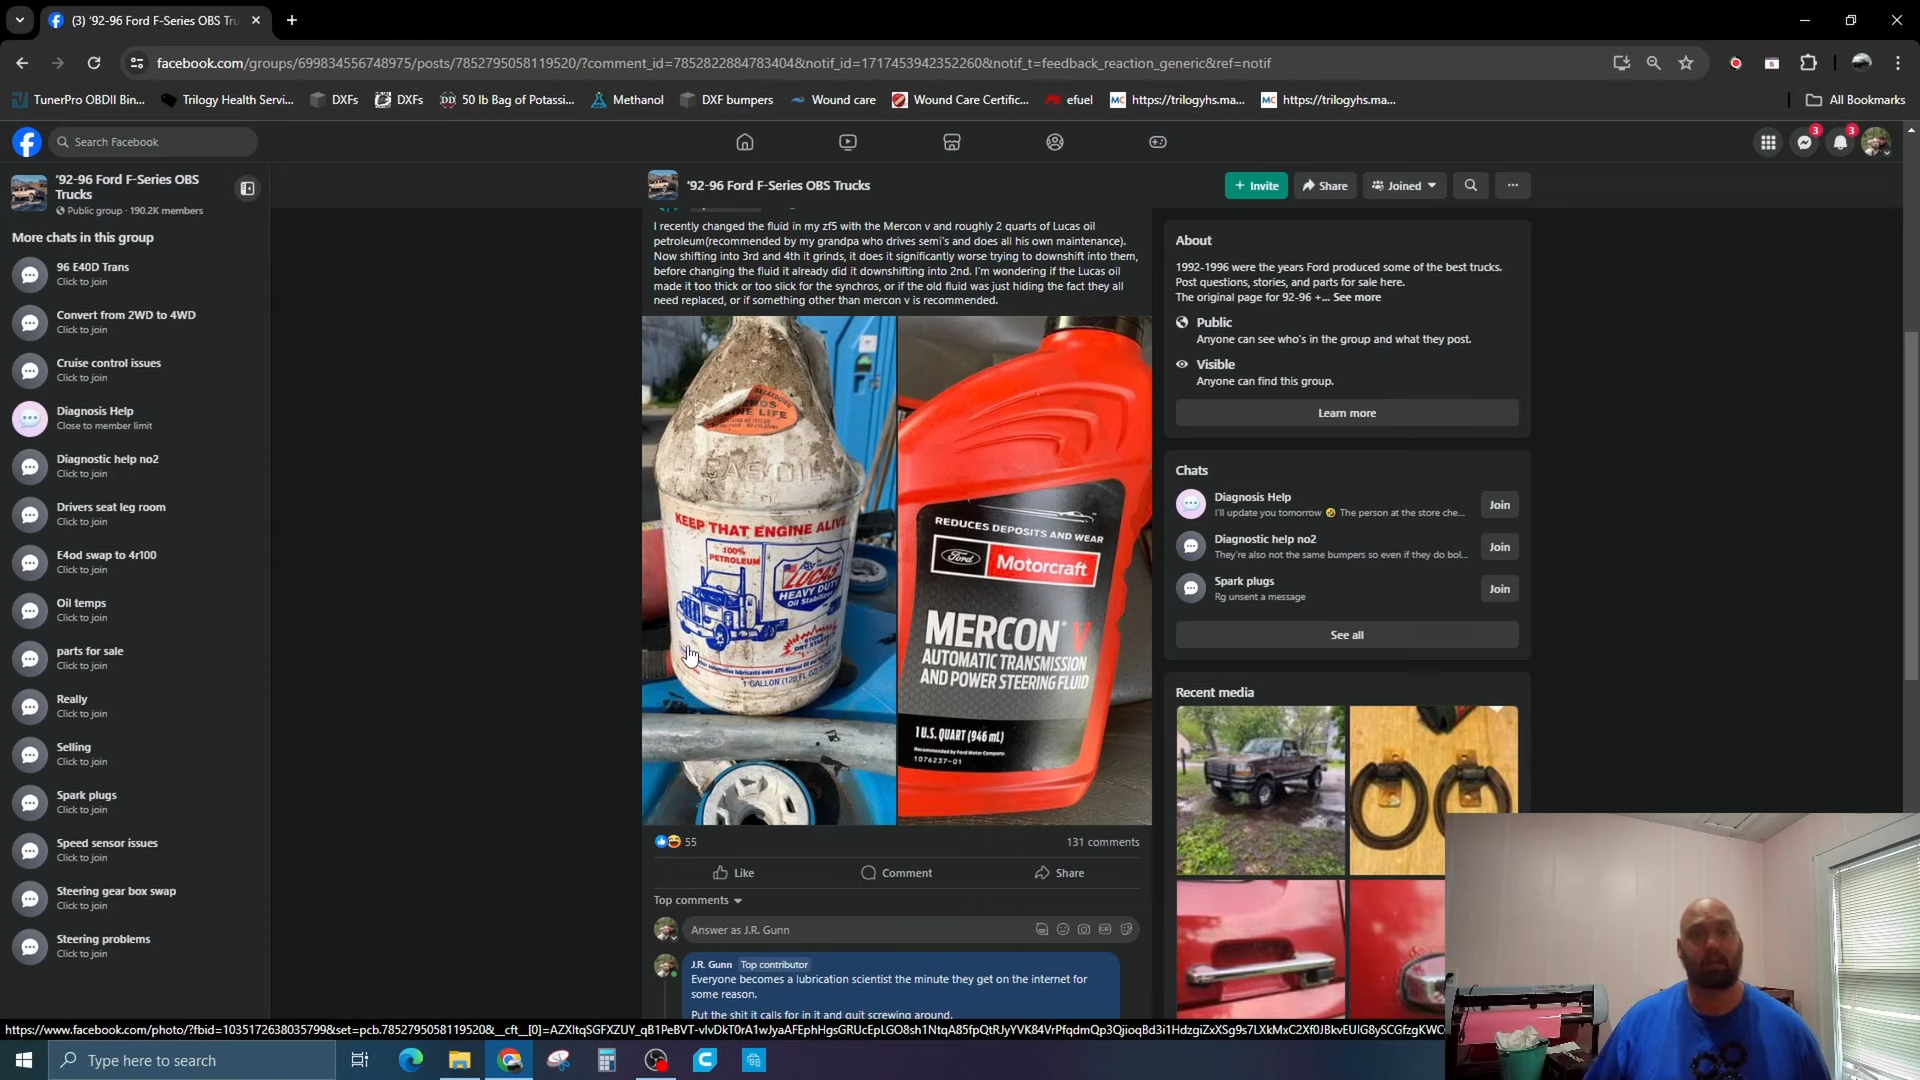 (3) '92-96 Ford F-Series OBS Tru
facebook.com/groups/699834556748975/posts/7852795058119520/?comment_id=7852822884783404&notif_id=1717453942352260&notif_t=feedback_reaction_generic&ref=notif
TunerPro OBDII Bin...
Trilogy Health Servi...
DXFs
DXFs
50 lb Bag of Potassi...
Methanol
DXF bumpers
Wound care
Wound Care Certific...
efuel
https://trilogyhs.ma...
https://trilogyhs.ma...
All Bookmarks
Search Facebook
3
3
'92-96 Ford F-Series OBS
Trucks
Public group · 190.2K members
More chats in this group
96 E40D Trans
Click to join
Convert from 2WD to 4WD
Click to join
Cruise control issues
Click to join
Diagnosis Help
Close to member limit
Diagnostic help no2
Click to join
Drivers seat leg room
Click to join
E4od swap to 4r100
Click to join
Oil temps
Click to join
parts for sale
Click to join
Really
Click to join
Selling
Click to join
Spark plugs
Click to join
Speed sensor issues
Click to join
Steering gear box swap
Click to join
Steering problems
Click to join
'92-96 Ford F-Series OBS Trucks
+ Invite
Share
Joined
I recently changed the fluid in my zf5 with the Mercon v and roughly 2 quarts of Lucas oil
petroleum(recommended by my grandpa who drives semi's and does all his own maintenance).
Now shifting into 3rd and 4th it grinds, it does it significantly worse trying to downshift into them,
before changing the fluid it already did it downshifting into 2nd. I'm wondering if the Lucas oil
made it too thick or too slick for the synchros, or if the old fluid was just hiding the fact they all
need replaced, or if something other than mercon v is recommended.
LUCAS OIL
KEEP THAT ENGINE ALIVE
100%
PETROLEUM
LUCAS
HEAVY DUTY
Oil Stabilizer
1 GALLON
REDUCES DEPOSITS AND WEAR
Ford
Motorcraft
MERCON® V
AUTOMATIC TRANSMISSION
AND POWER STEERING FLUID
1 U.S. QUART (946 mL)
Recommended by Ford Motor Company.
1076237-01
55
131 comments
Like
Comment
Share
Top comments
Answer as J.R. Gunn
J.R. Gunn
Top contributor
Everyone becomes a lubrication scientist the minute they get on the internet for
some reason.
Put the shit it calls for in it and quit screwing around.
About
1992-1996 were the years Ford produced some of the best trucks.
Post questions, stories, and parts for sale here.
The original page for 92-96 +... See more
Public
Anyone can see who's in the group and what they post.
Visible
Anyone can find this group.
Learn more
Chats
Diagnosis Help
I'll update you tomorrow 🤣 The person at the store che...
Join
Diagnostic help no2
They're also not the same bumpers so even if they do bol...
Join
Spark plugs
Rg unsent a message
Join
See all
Recent media
Type here to search